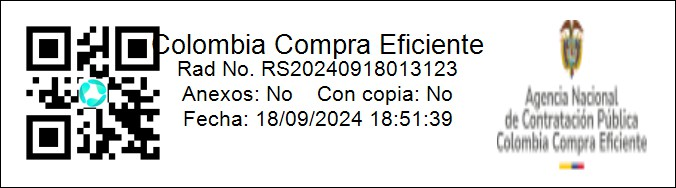 Colombia Compra Eficiente
Rad No. RS20240918013123
Anexos: No Con copia: No
Fecha: 18/09/2024 18:51:39
Agencia Nacional
de Contratación Pública
Colombia Compra Eficiente